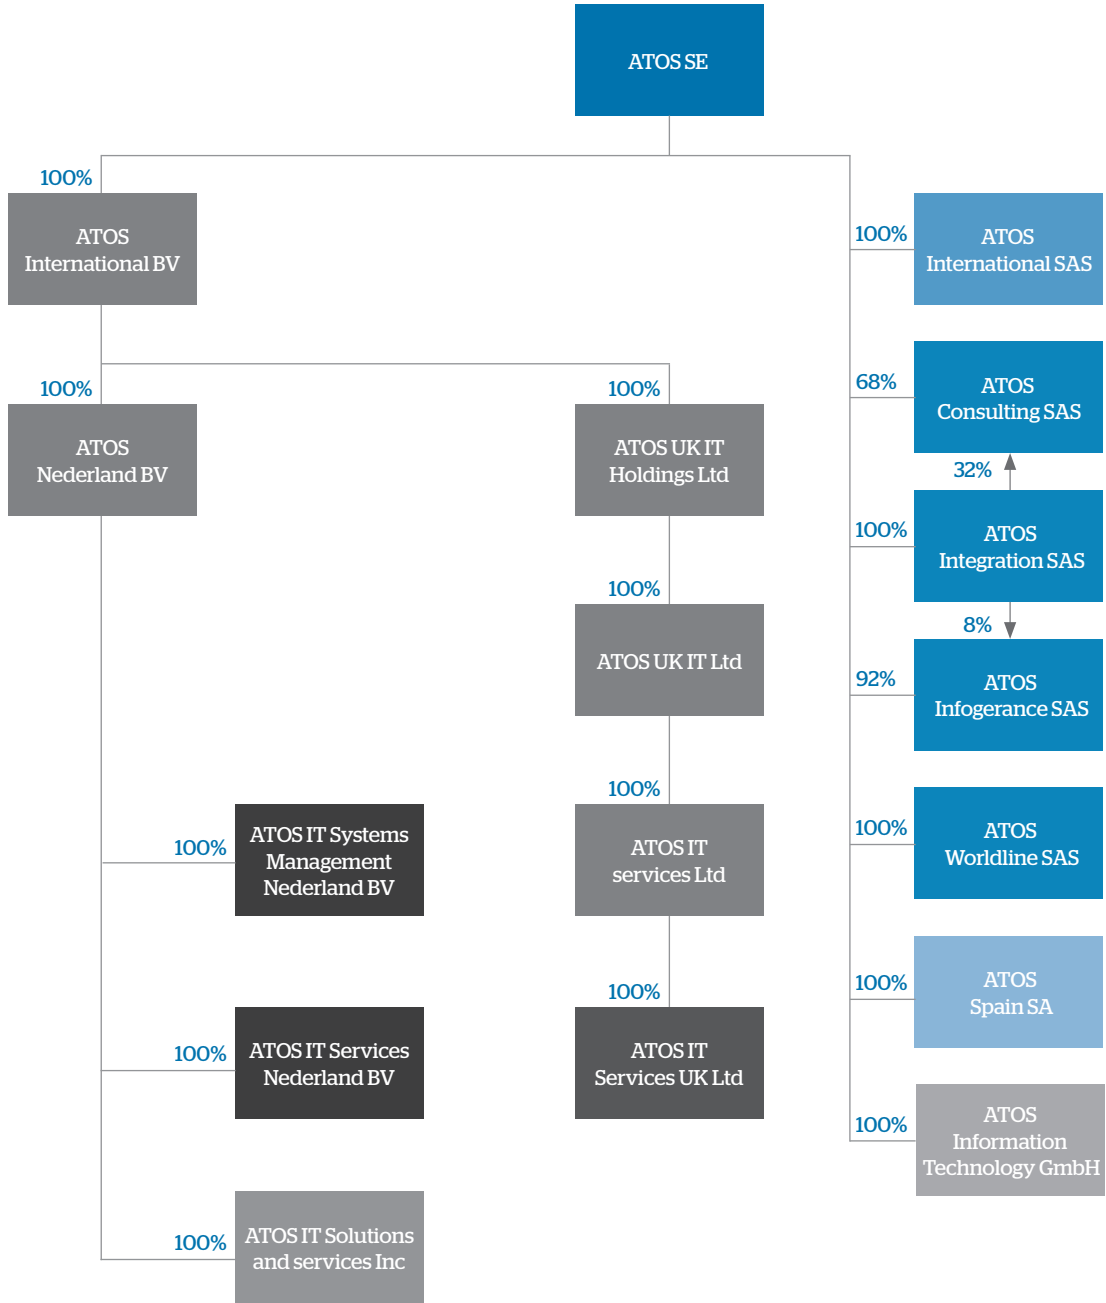 ATOS SE
100%
ATOS
International BV
100%
ATOS
International SAS
100%
ATOS
Nederland BV
100%
ATOS UK IT
Holdings Ltd
68%
ATOS
Consulting SAS
32%
100%
ATOS
Integration SAS
8%
100%
ATOS UK IT Ltd
92%
ATOS
Infogerance SAS
100%
ATOS IT Systems
Management
Nederland BV
100%
ATOS IT
services Ltd
100%
ATOS
Worldline SAS
100%
ATOS IT Services
Nederland BV
100%
ATOS IT
Services UK Ltd
100%
ATOS
Spain SA
100%
ATOS
Information
Technology GmbH
100%
ATOS IT Solutions
and services Inc